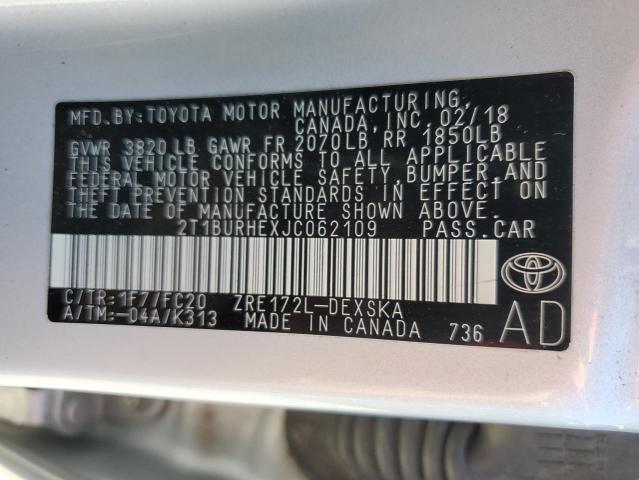 MFD.BY:TOYOTA MOTOR MANUFACTURING,
CANADA,INC.02/18
GVWR 3820LB GAWR FR 2070LB,RR 1850LB
THIS VEHICLE CONFORMS TO ALL APPLICABLE
FEDERAL MOTOR VEHICLE SAFETY, BUMPER,AND
THEFT PREVENTION STANDARDS IN EFFECT ON
THE DATE OF MANUFACTURE SHOWN ABOVE.
2T1BURHEXJC062109 PASS.CAR
C/TR:1F7/FC20 ZRE172L-DEXSKA
A/TM:-04A/K313 MADE IN CANADA 736
AD